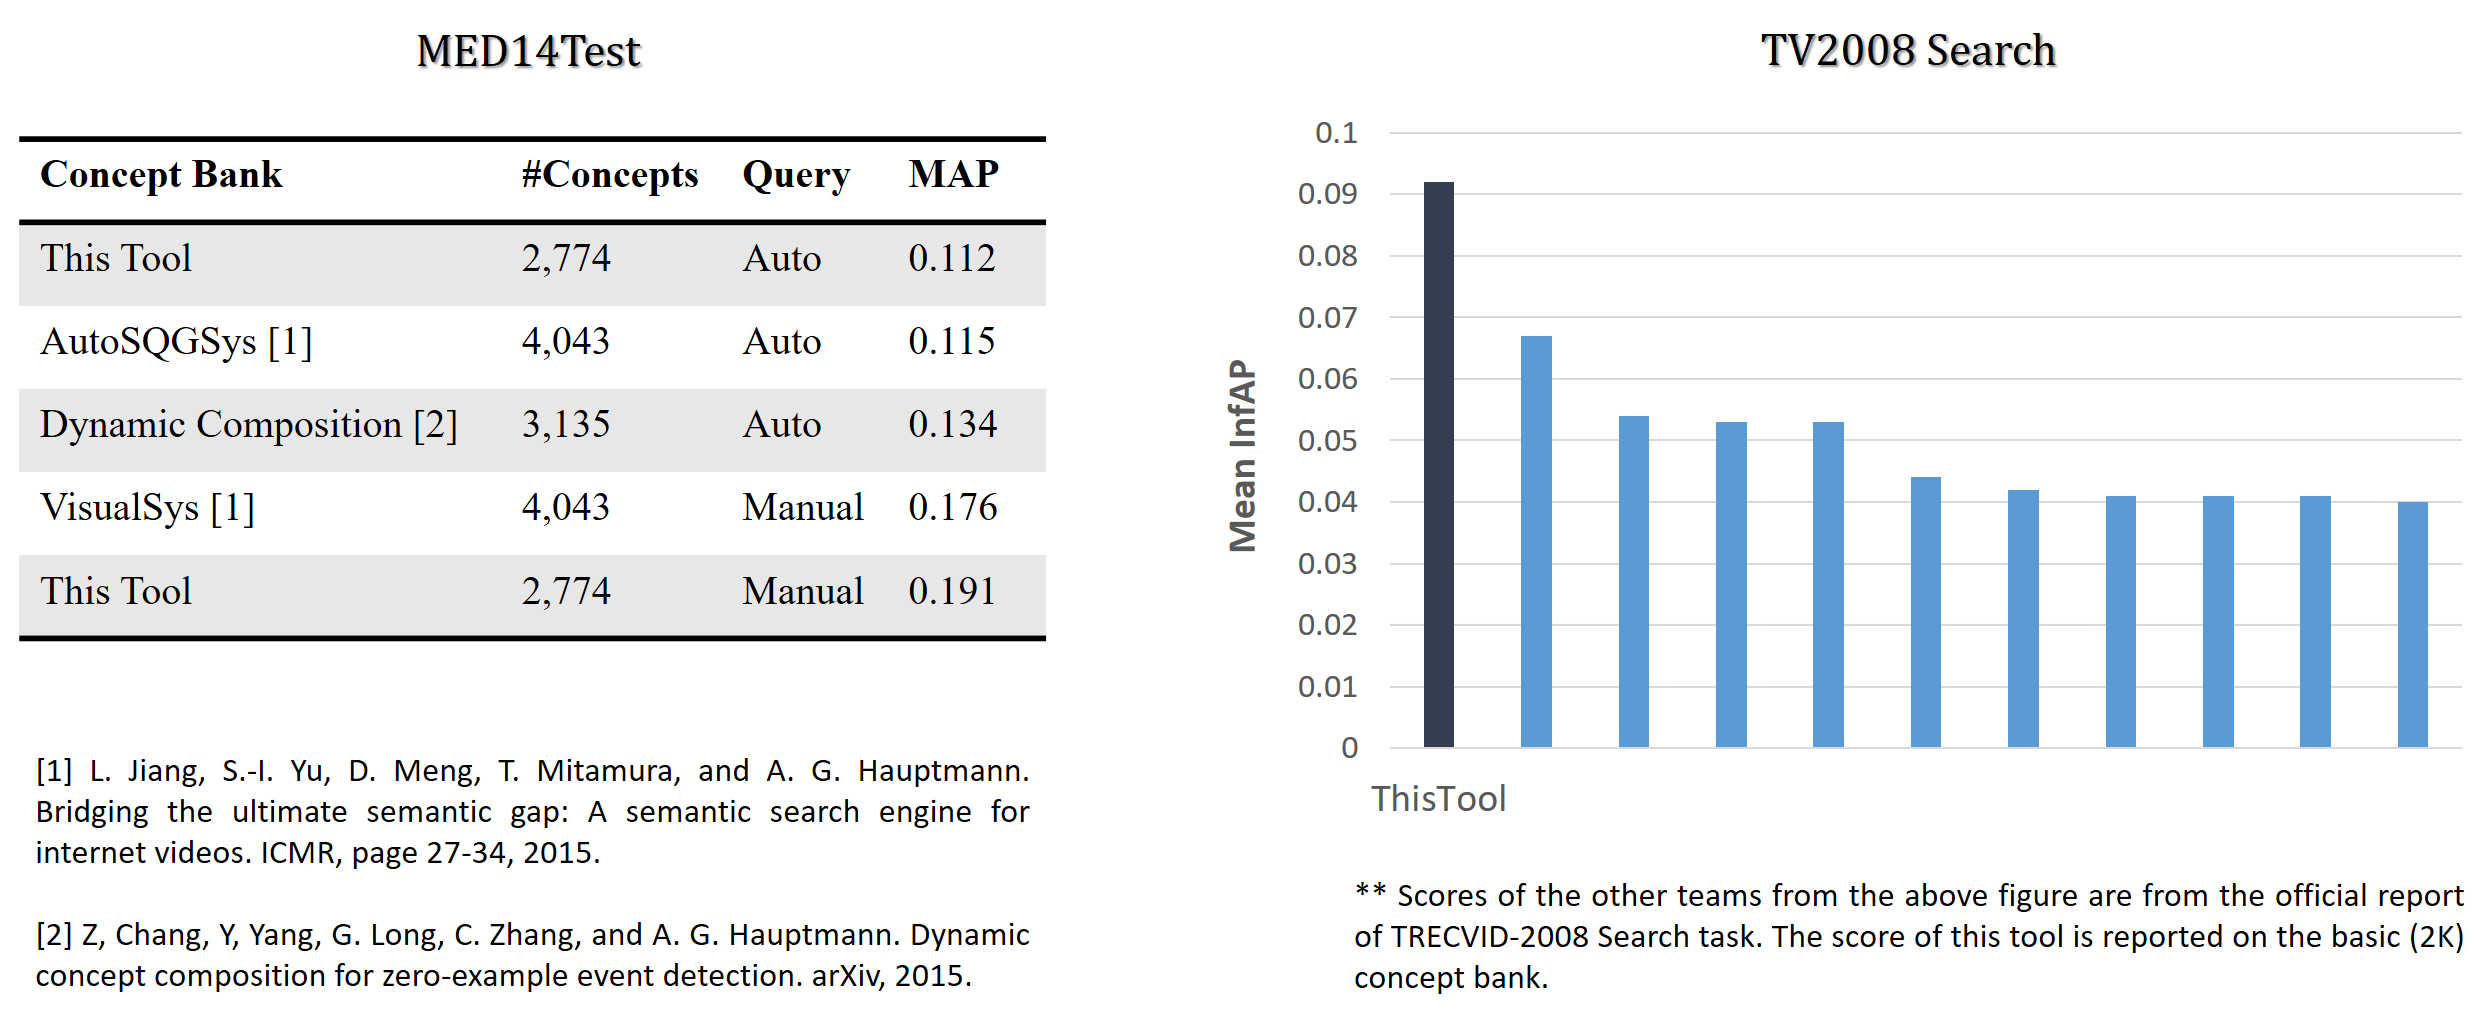 MED14Test
Concept Bank #Concepts Query MAP
This Tool 2,774 Auto 0.112
AutoSQGSys [1] 4,043 Auto 0.115
Dynamic Composition [2] 3,135 Auto 0.134
VisualSys [1] 4,043 Manual 0.176
This Tool 2,774 Manual 0.191
[1] L. Jiang, S.-I. Yu, D. Meng, T. Mitamura, and A. G. Hauptmann.
Bridging the ultimate semantic gap: A semantic search engine for
internet videos. ICMR, page 27-34, 2015.
[2] Z, Chang, Y, Yang, G. Long, C. Zhang, and A. G. Hauptmann. Dynamic
concept composition for zero-example event detection. arXiv, 2015.
TV2008 Search
Mean InfAP
0.1
0.09
0.08
0.07
0.06
0.05
0.04
0.03
0.02
0.01
0
ThisTool
** Scores of the other teams from the above figure are from the official report
of TRECVID-2008 Search task. The score of this tool is reported on the basic (2K)
concept bank.